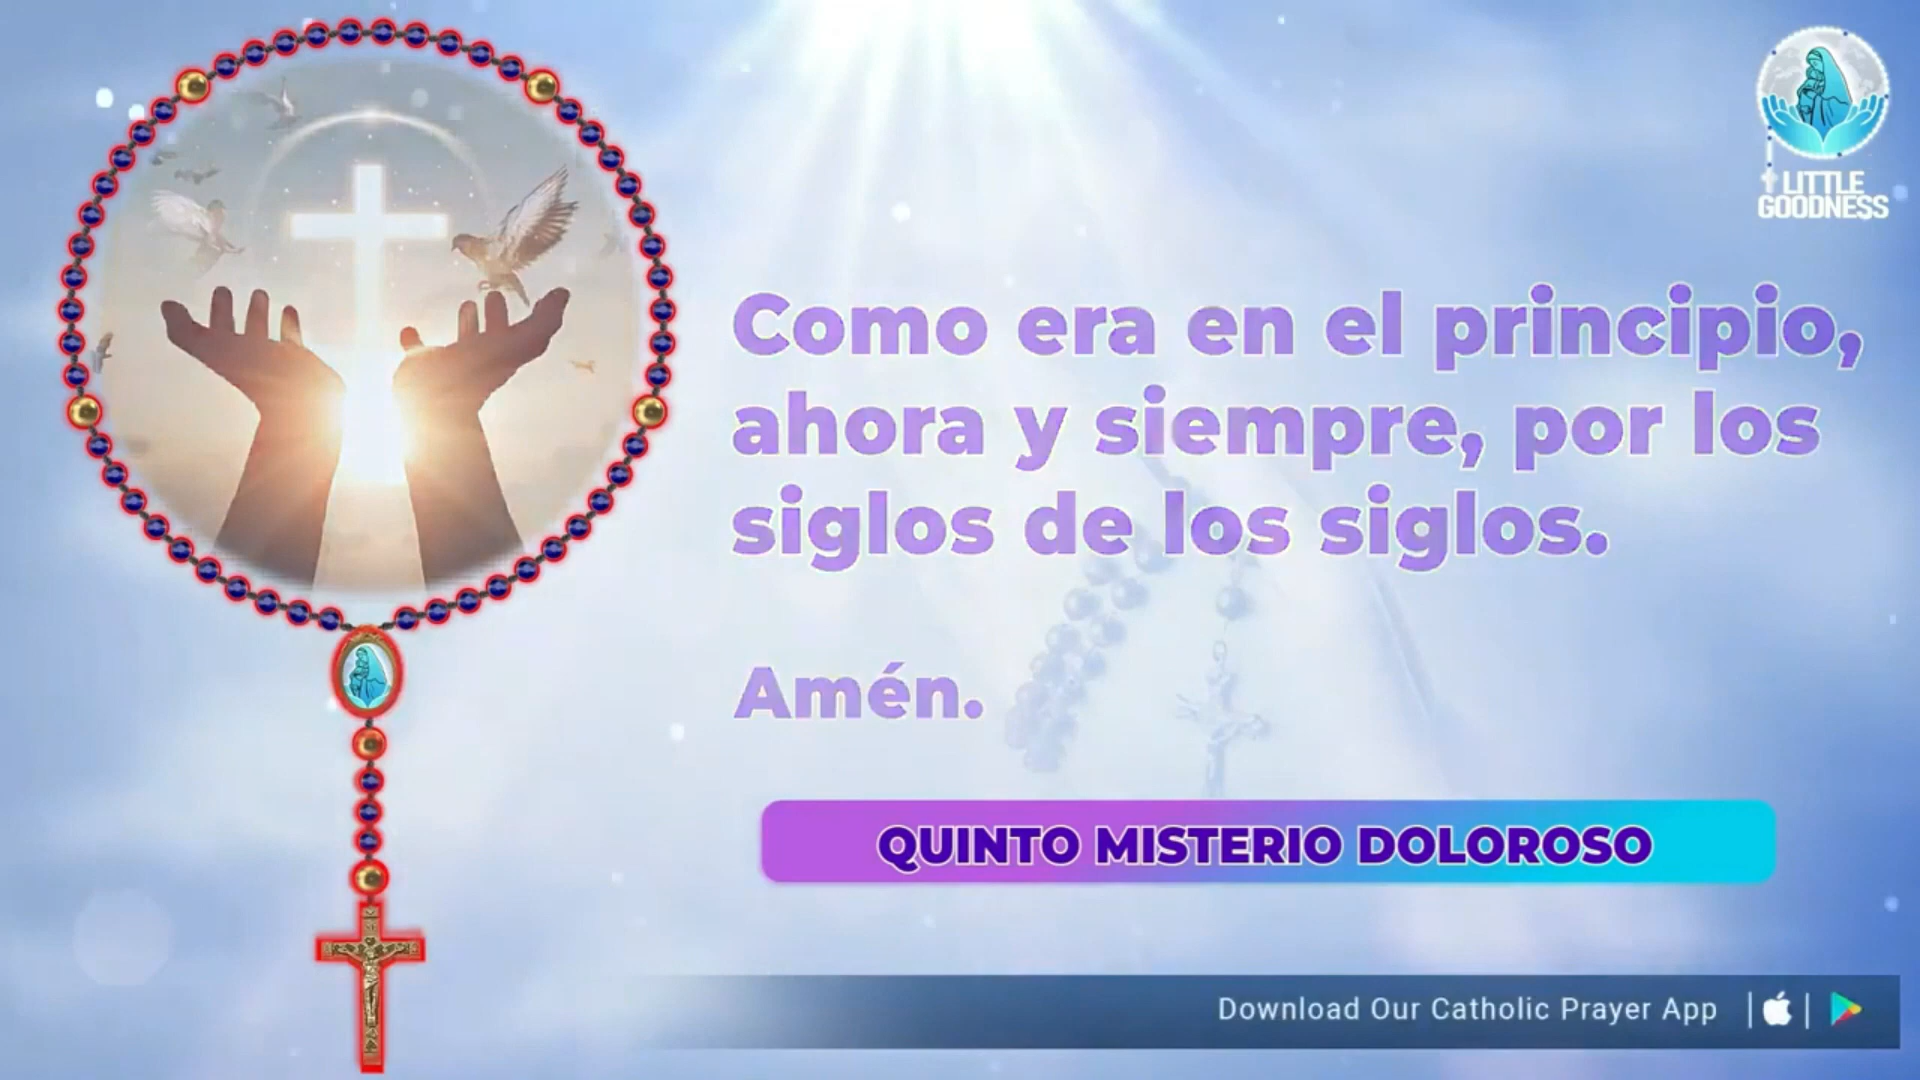 LITTLE
GOODNESS
Como era en el principio,
ahora y siempre, por los
siglos de los siglos.
Amén.
QUINTO MISTERIO DOLOROSO
Download Our Catholic Prayer App